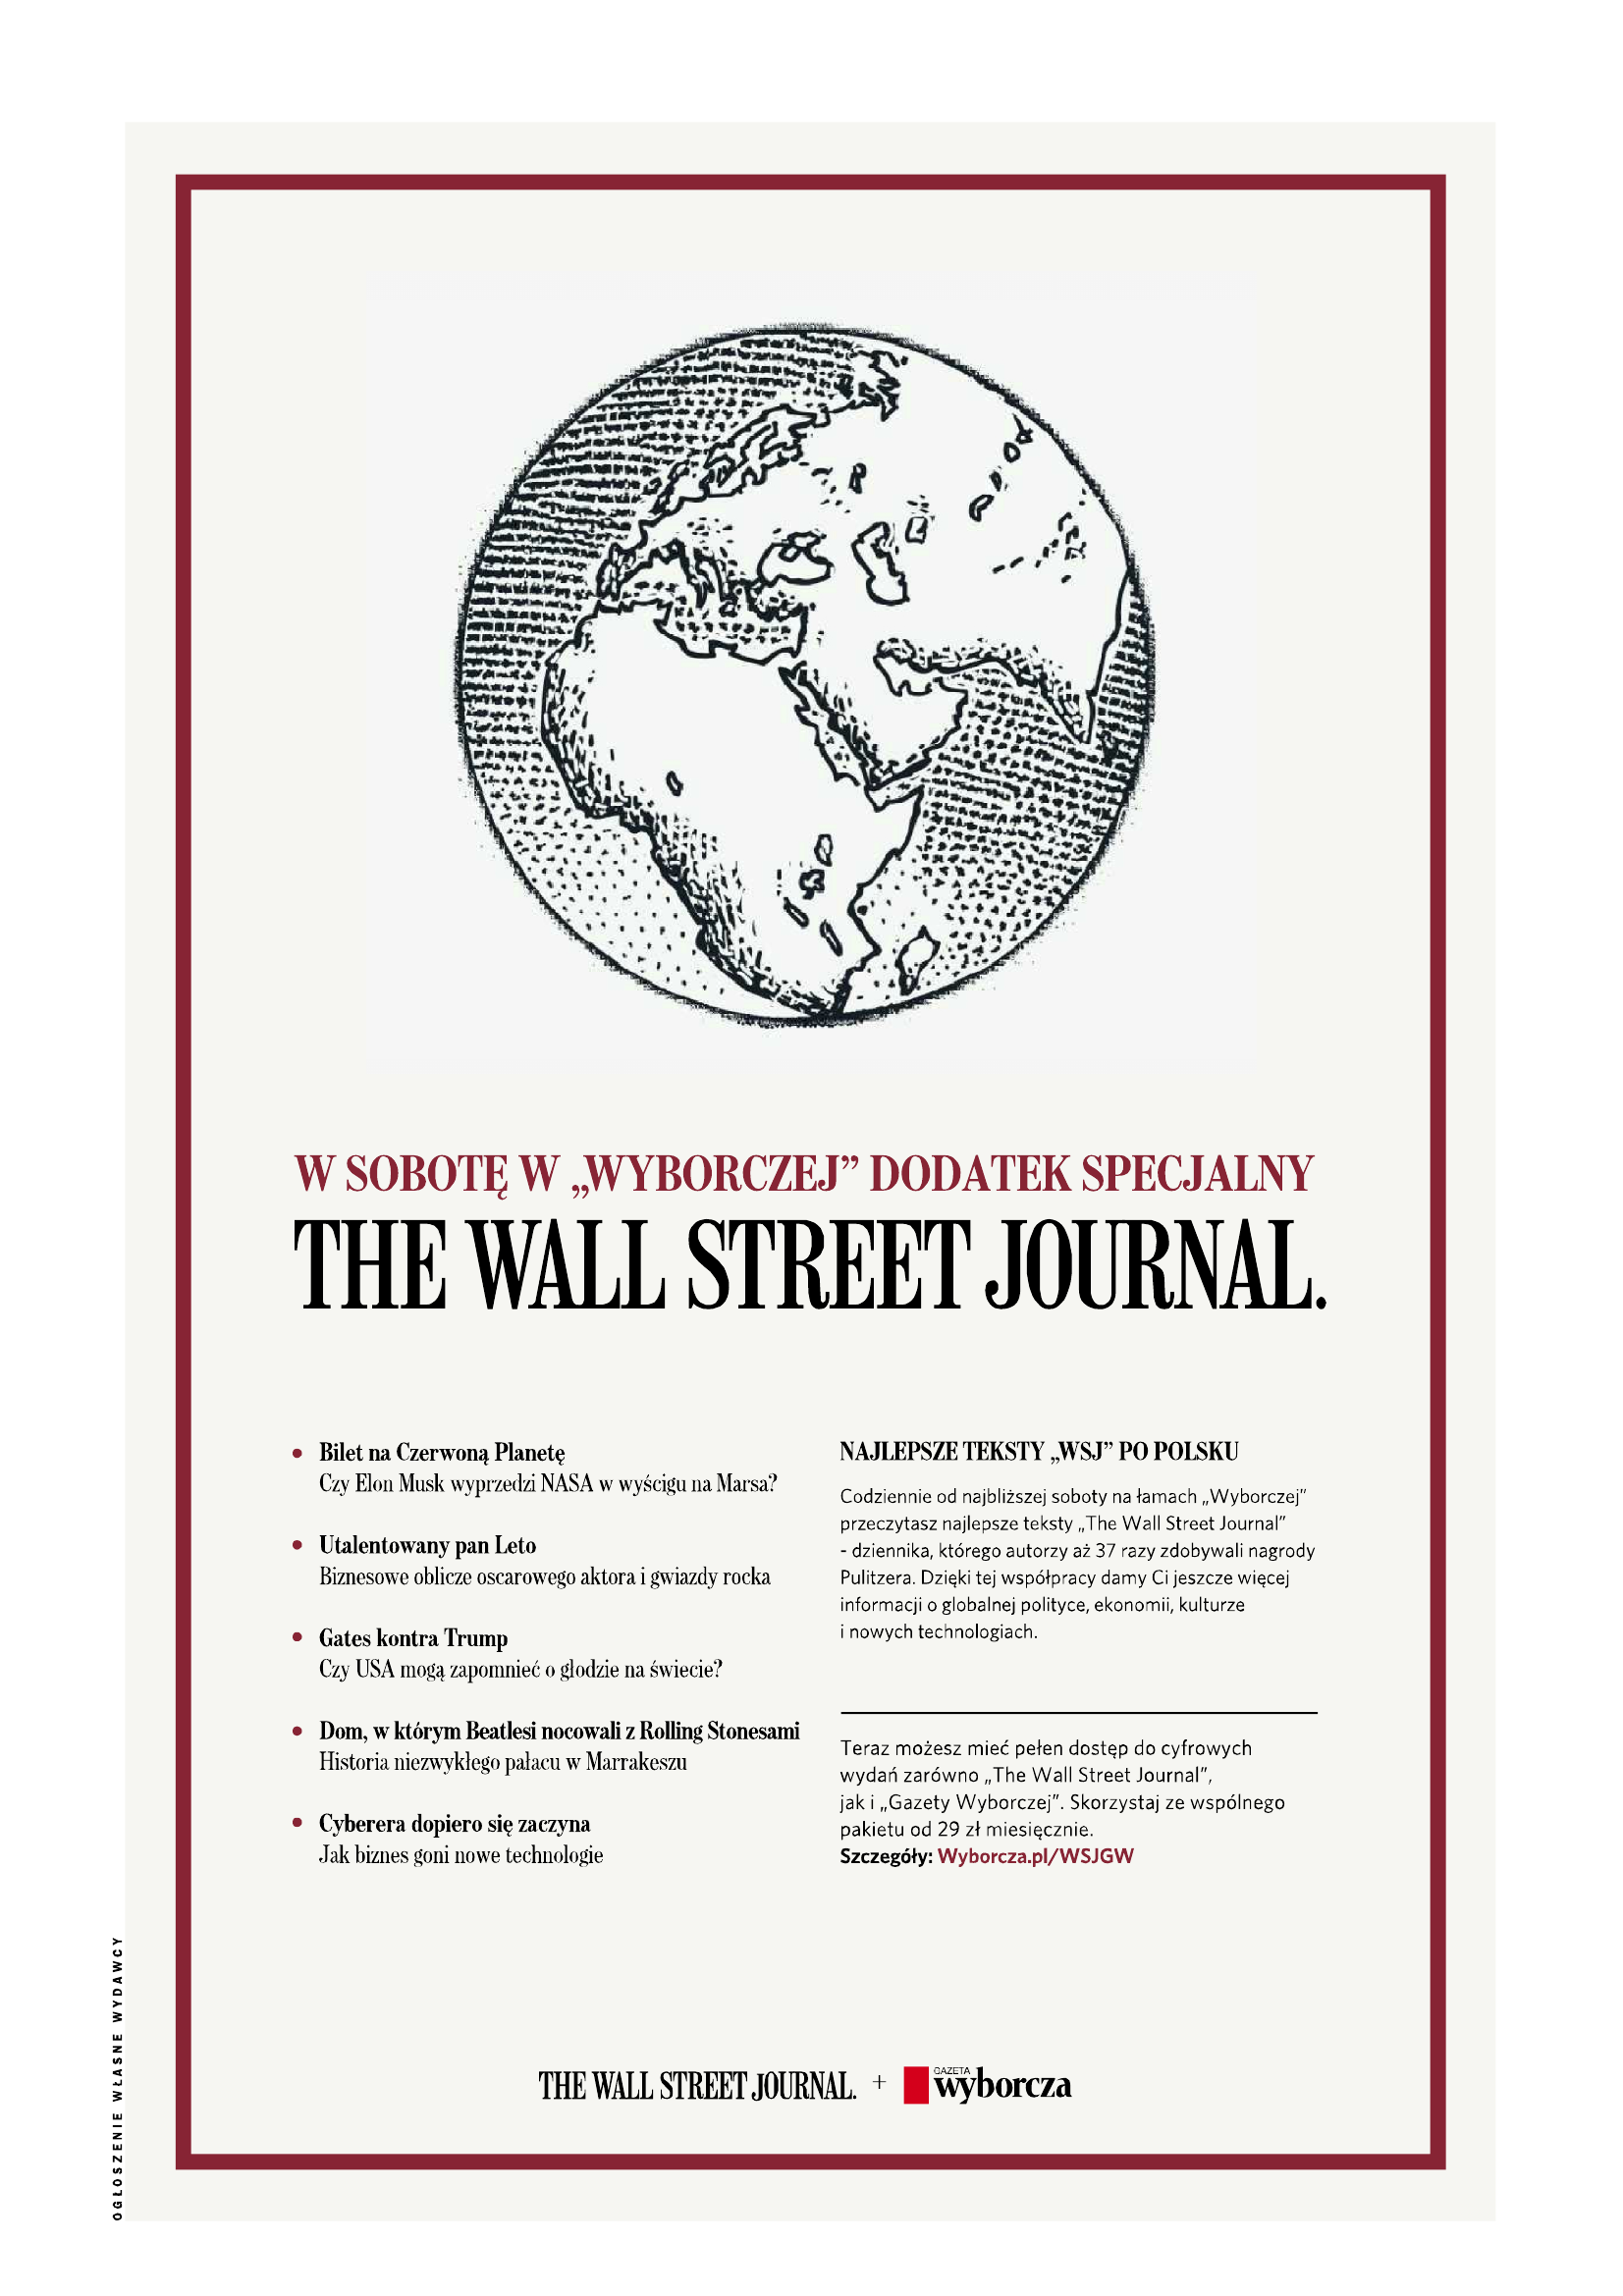 W SOBOTĘ W „WYBORCZEJ” DODATEK SPECJALNY
THE WALL STREET JOURNAL.
• Bilet na Czerwoną Planetę
Czy Elon Musk wyprzedzi NASA w wyścigu na Marsa?
• Utalentowany pan Leto
Biznesowe oblicze oscarowego aktora i gwiazdy rocka
• Gates kontra Trump
Czy USA mogą zapomnieć o głodzie na świecie?
• Dom, w którym Beatlesi nocowali z Rolling Stonesami
Historia niezwykłego pałacu w Marrakeszu
• Cyberera dopiero się zaczyna
Jak biznes goni nowe technologie
NAJLEPSZE TEKSTY „WSJ” PO POLSKU
Codziennie od najbliższej soboty na łamach „Wyborczej”
przeczytasz najlepsze teksty „The Wall Street Journal”
- dziennika, którego autorzy aż 37 razy zdobywali nagrody
Pulitzera. Dzięki tej współpracy damy Ci jeszcze więcej
informacji o globalnej polityce, ekonomii, kulturze
i nowych technologiach.
Teraz możesz mieć pełen dostęp do cyfrowych
wydań zarówno „The Wall Street Journal”,
jak i „Gazety Wyborczej”. Skorzystaj ze wspólnego
pakietu od 29 zł miesięcznie.
Szczegóły: Wyborcza.pl/WSJGW
THE WALL STREET JOURNAL. + GAZETA wyborcza
OGŁOSZENIE WŁASNE WYDAWCY